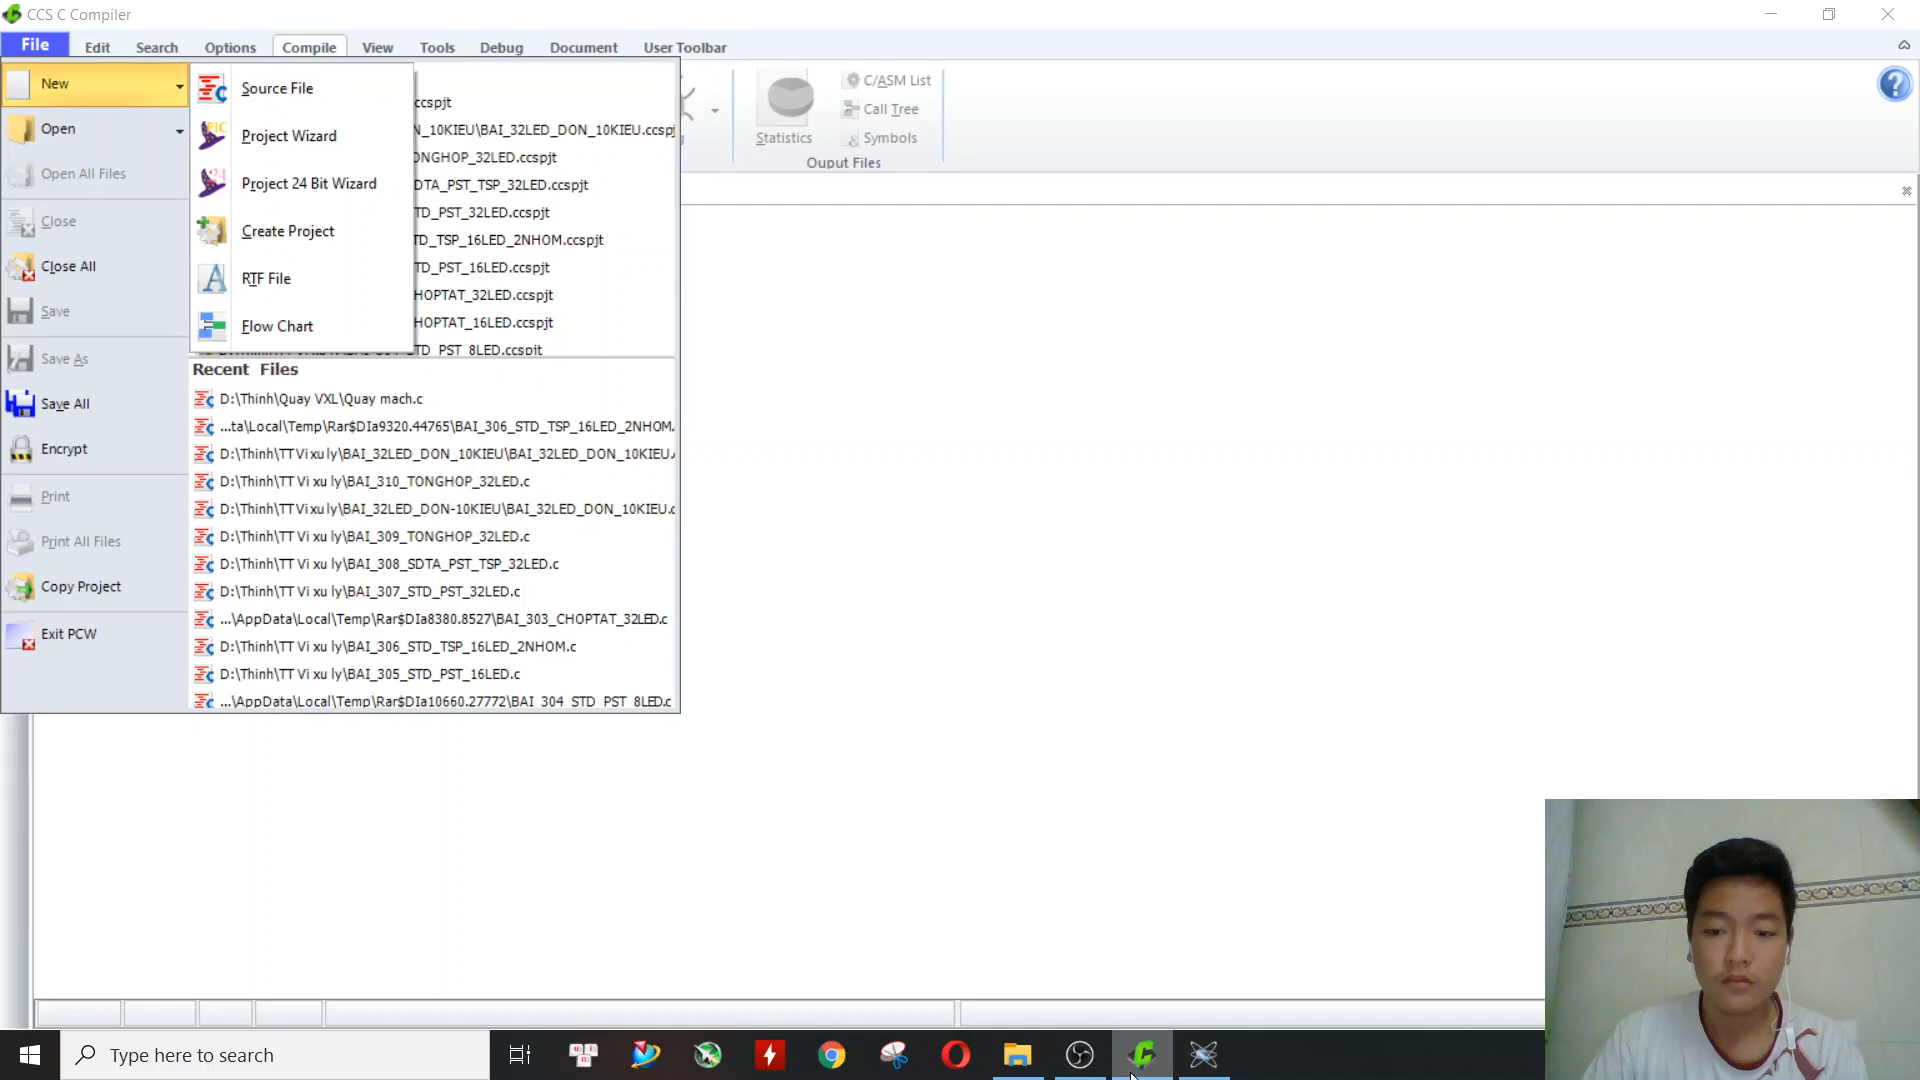 CCS C Compiler
File Edit Search Options Compile View Tools Debug Document User Toolbar
New
Open
Open All Files
Close
Close All
Save
Save As
Save All
Encrypt
Print
Print All Files
Copy Project
Exit PCW
Source File
Project Wizard
Project 24 Bit Wizard
Create Project
RTF File
Flow Chart
ccspjt
N_10KIEU\BAI_32LED_DON_10KIEU.ccspj
ONGHOP_32LED.ccspjt
DTA_PST_TSP_32LED.ccspjt
TD_PST_32LED.ccspjt
TD_TSP_16LED_2NHOM.ccspjt
TD_PST_16LED.ccspjt
HOPTAT_32LED.ccspjt
HOPTAT_16LED.ccspjt
TD_PST_8LED.ccspjt
Recent Files
D:\Thinh\Quay VXL\Quay mach.c
...ta\Local\Temp\Rar$DIa9320.44765\BAI_306_STD_TSP_16LED_2NHOM.
D:\Thinh\TT Vi xu ly\BAI_32LED_DON_10KIEU\BAI_32LED_DON_10KIEU.
D:\Thinh\TT Vi xu ly\BAI_310_TONGHOP_32LED.c
D:\Thinh\TT Vi xu ly\BAI_32LED_DON-10KIEU\BAI_32LED_DON_10KIEU.c
D:\Thinh\TT Vi xu ly\BAI_309_TONGHOP_32LED.c
D:\Thinh\TT Vi xu ly\BAI_308_SDTA_PST_TSP_32LED.c
D:\Thinh\TT Vi xu ly\BAI_307_STD_PST_32LED.c
...\AppData\Local\Temp\Rar$DIa8380.8527\BAI_303_CHOPTAT_32LED.c
D:\Thinh\TT Vi xu ly\BAI_306_STD_TSP_16LED_2NHOM.c
D:\Thinh\TT Vi xu ly\BAI_305_STD_PST_16LED.c
...\AppData\Local\Temp\Rar$DIa10660.27772\BAI_304_STD_PST_8LED.c
Statistics
C/ASM List
Call Tree
Symbols
Ouput Files
Type here to search